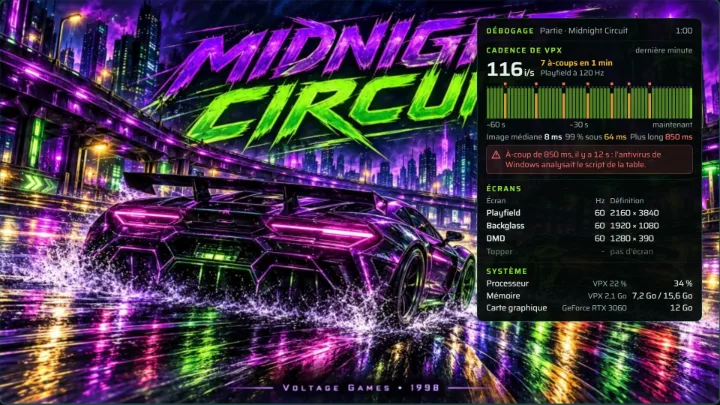 MIDNIG
CIRCUI
DÉBOGAGE Partie · Midnight Circuit 1:00
CADENCE DE VPX dernière minute
116 i/s
7 à-coups en 1 min
Playfield à 120 Hz
-60 s -30 s maintenant
Image médiane 8 ms 99 % sous 64 ms Plus long 850 ms
À-coup de 850 ms, il y a 12 s : l'antivirus de
Windows analysait le script de la table.
ÉCRANS
Écran Hz Définition
Playfield 60 2160 × 3840
Backglass 60 1920 × 1080
DMD 60 1280 × 390
Topper - pas d'écran
SYSTÈME
Processeur VPX 22 % 34 %
Mémoire VPX 2,1 Go 7,2 Go / 15,6 Go
Carte graphique GeForce RTX 3060 12 Go
VOLTAGE GAMES • 1998